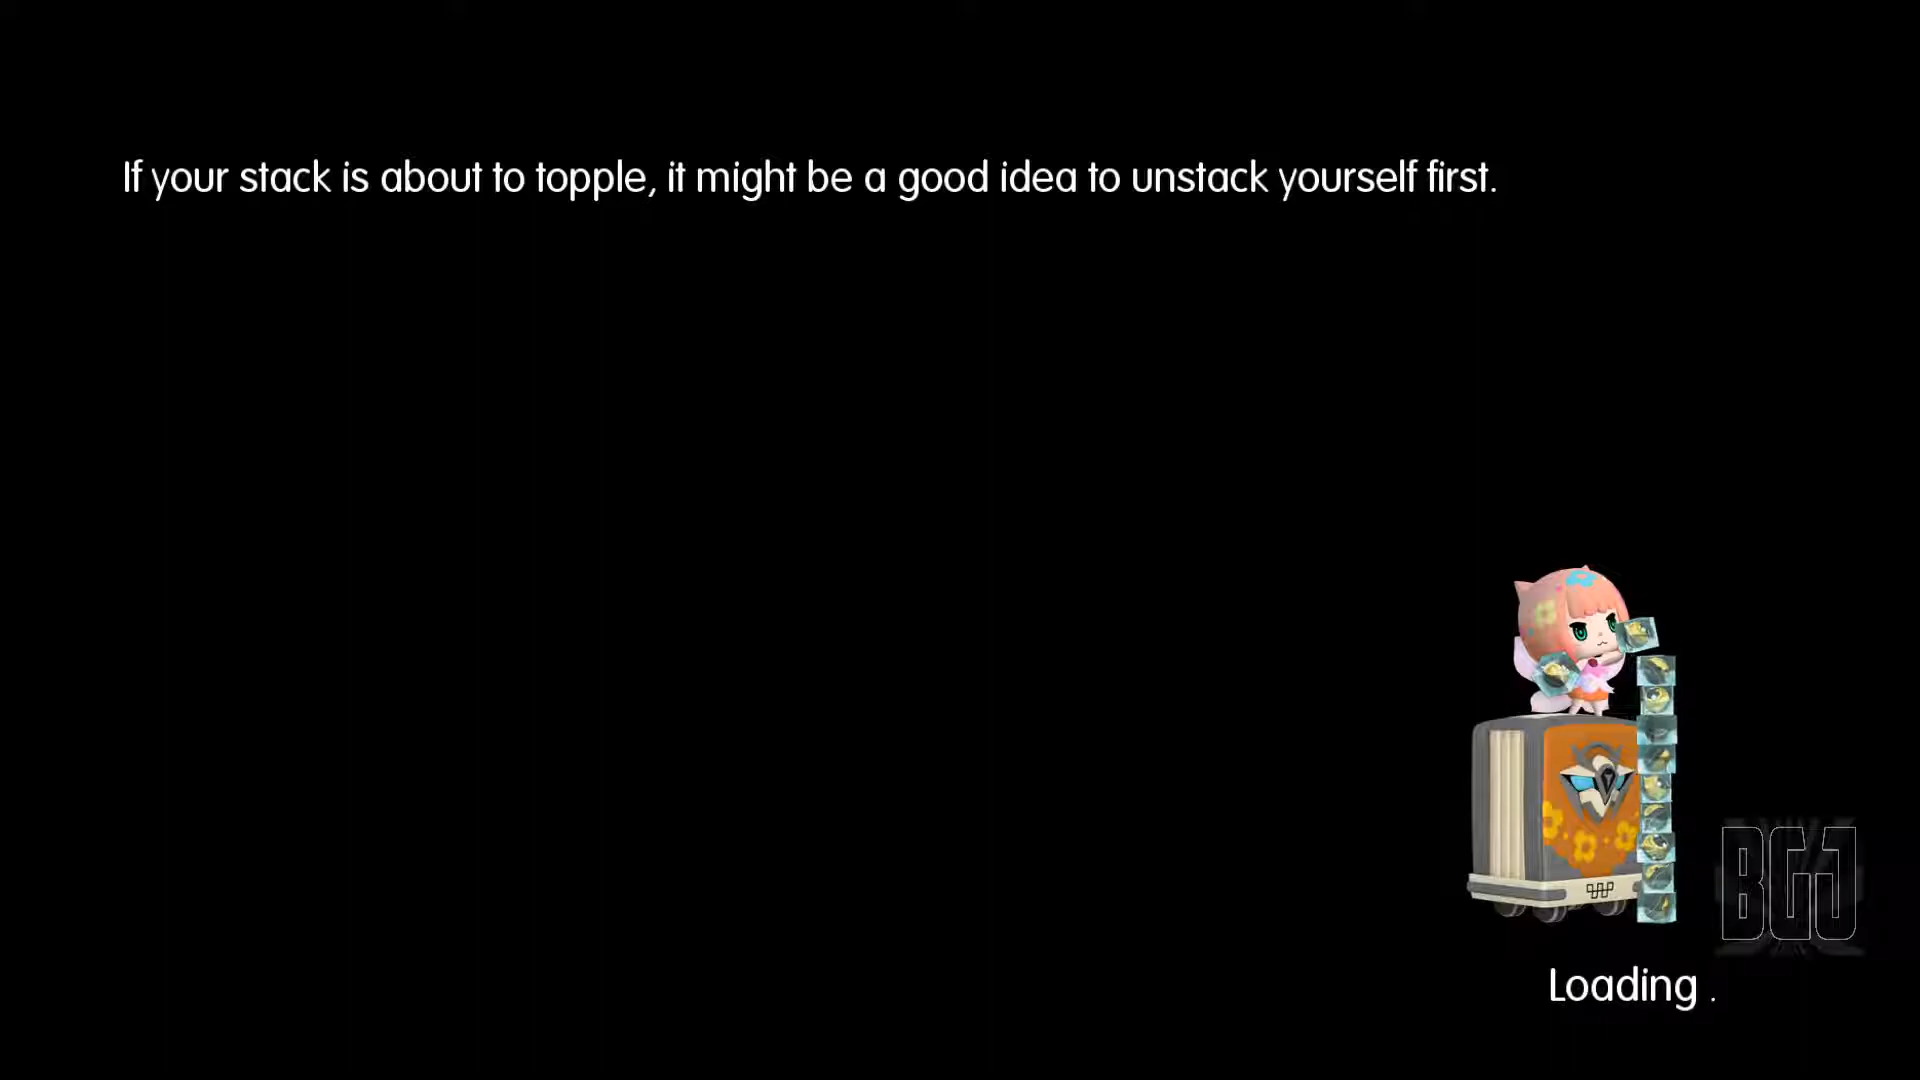 If your stack is about to topple, it might be a good idea to unstack yourself first.
BGJ
Loading .